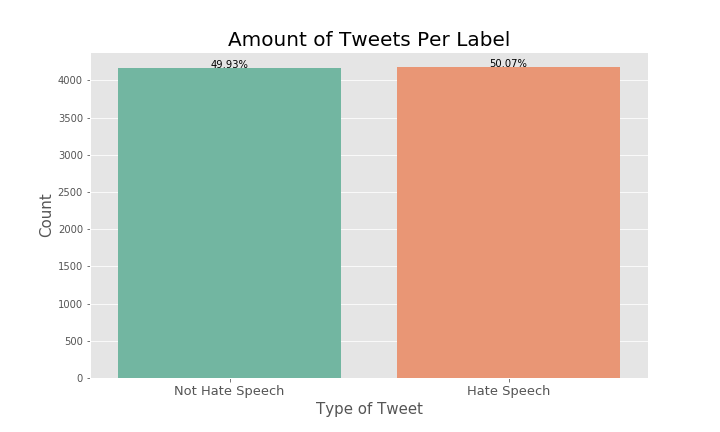 Amount of Tweets Per Label
49.93%
50.07%
4000
3500
3000
2500
2000
1500
1000
500
0
Count
Not Hate Speech
Hate Speech
Type of Tweet